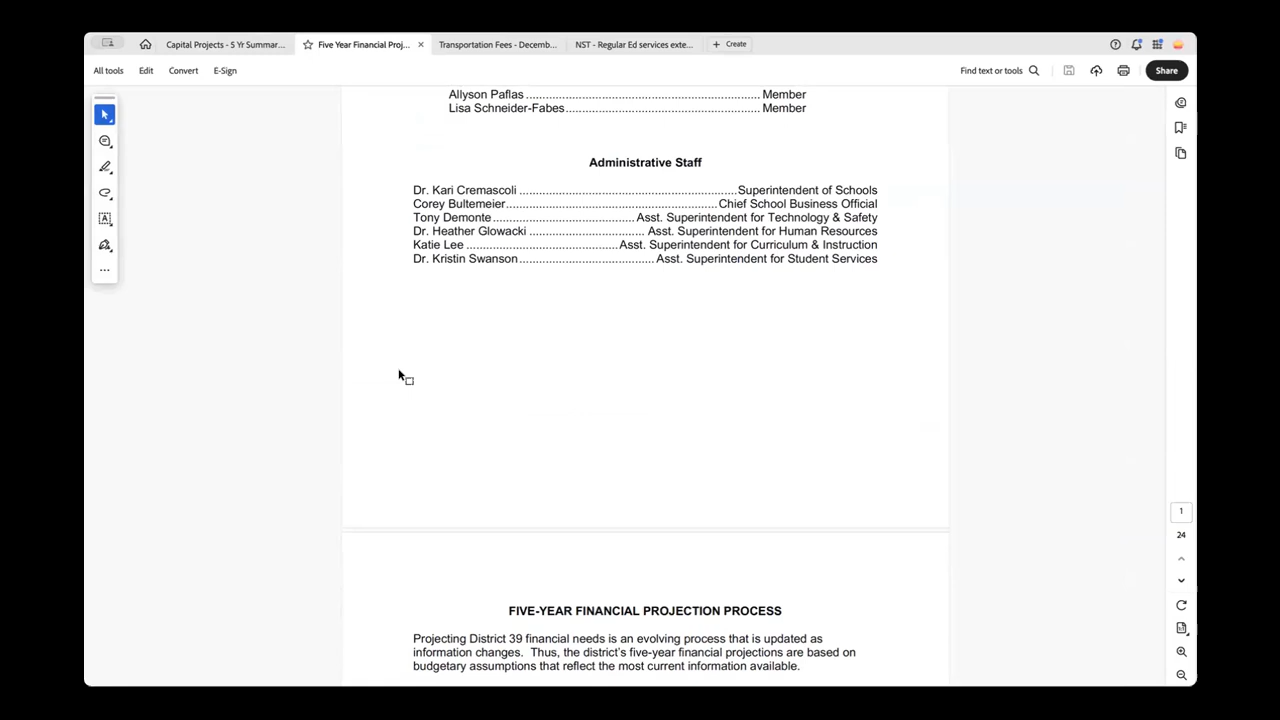 Capital Projects - 5 Yr Summar...
Five Year Financial Proj...
Transportation Fees - Decemb...
NST - Regular Ed services exte...
Create
All tools
Edit
Convert
E-Sign
Find text or tools
Share
Allyson Paflas ............................................................ Member
Lisa Schneider-Fabes.................................................. Member
Administrative Staff
Dr. Kari Cremascoli ........................................................Superintendent of Schools
Corey Bultemeier...................................................... Chief School Business Official
Tony Demonte.................................... Asst. Superintendent for Technology & Safety
Dr. Heather Glowacki ............................. Asst. Superintendent for Human Resources
Katie Lee ......................................Asst. Superintendent for Curriculum & Instruction
Dr. Kristin Swanson.................................. Asst. Superintendent for Student Services
1
24
FIVE-YEAR FINANCIAL PROJECTION PROCESS
Projecting District 39 financial needs is an evolving process that is updated as
information changes. Thus, the district's five-year financial projections are based on
budgetary assumptions that reflect the most current information available.